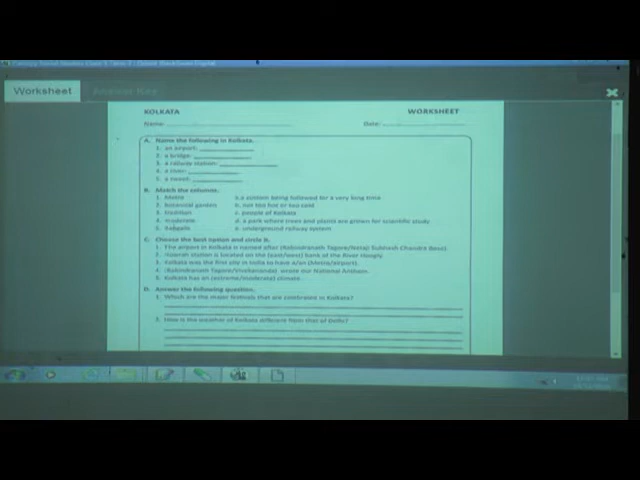 Worksheet Answer Key
KOLKATA WORKSHEET
Name: Date:
A. Name the following in Kolkata.
1. an airport:
2. a bridge:
3. a railway station:
4. a river:
5. a sweet:
B. Match the columns.
1. Metro a. a custom being followed for a very long time
2. botanical garden b. not too hot or too cold
3. tradition c. people of Kolkata
4. moderate d. a park where trees and plants are grown for scientific study
5. e. underground railway system
C. Choose the best option and circle it.
1. The airport in Kolkata is named after (Rabindranath Tagore/Netaji Subhash Chandra Bose).
2. Howrah station is located on the (east/west) bank of the River Hooghly.
3. Kolkata was the first city in India to have a/an (Metro/airport).
4. (Rabindranath Tagore/Vivekananda) wrote our National Anthem.
5. Kolkata has an (extreme/moderate) climate.
D. Answer the following question.
1. Which are the major festivals that are celebrated in Kolkata?
2. How is the weather of Kolkata different from that of Delhi?